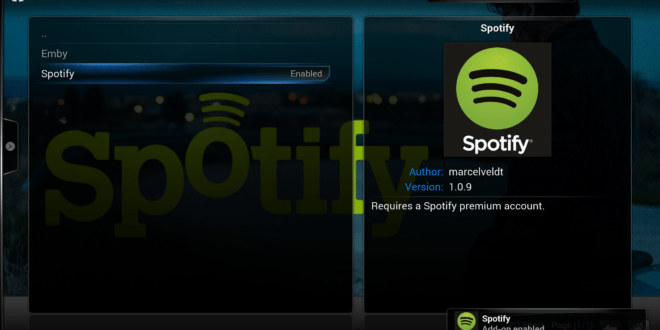 ..
Emby
Spotify Enabled
Spotify
Spotify
Spotify
Author: marcelveldt
Version: 1.0.9
Requires a Spotify premium account.
Spotify
Add-on enabled